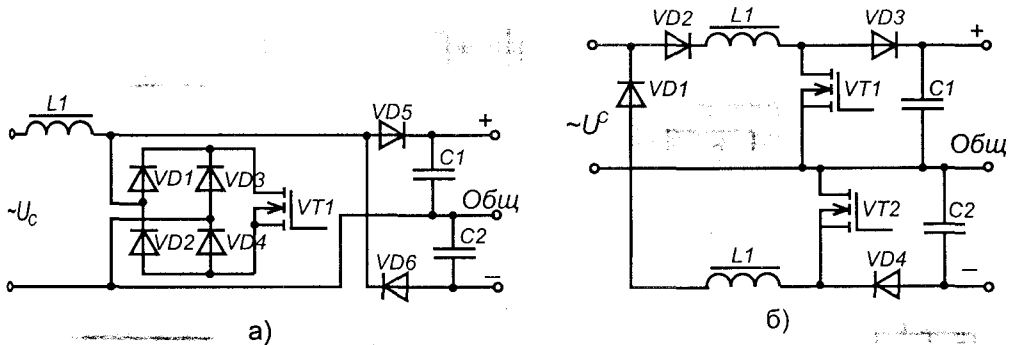 L1
VD5
+
VD1
VD3
C1
VT1
Общ
~Uc
VD2
VD4
C2
VD6
−
а)
VD2
L1
VD3
+
VD1
VT1
C1
~Uc
Общ
VT2
C2
L1
VD4
−
б)